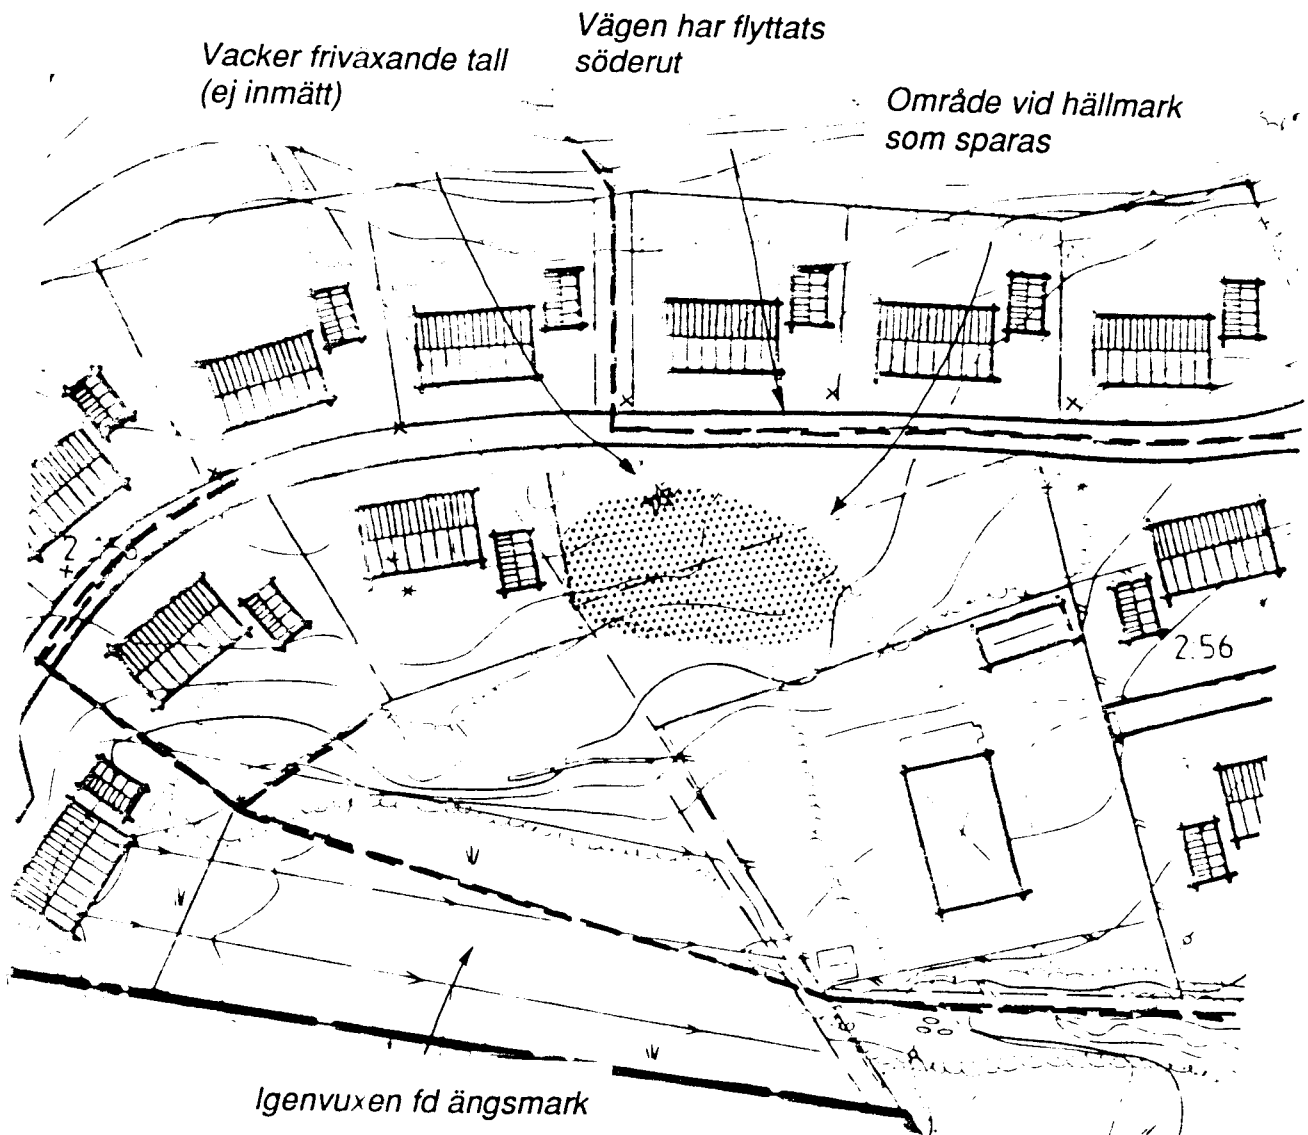 Vacker friväxande tall
(ej inmätt)
Vägen har flyttats
söderut
Område vid hällmark
som sparas
2
2.56
Igenvuxen fd ängsmark